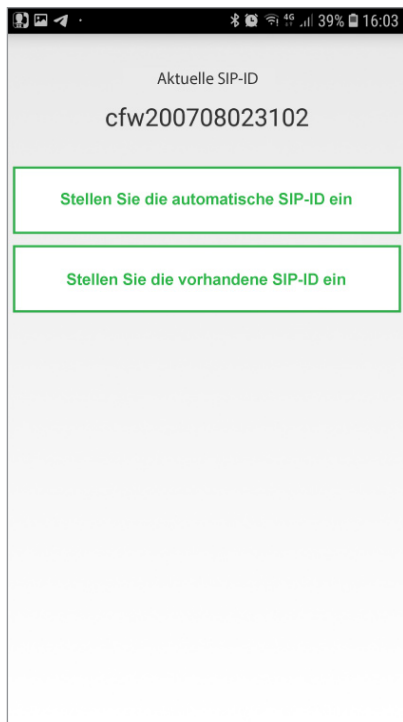 4G 39% 16:03
Aktuelle SIP-ID
cfw200708023102
Stellen Sie die automatische SIP-ID ein
Stellen Sie die vorhandene SIP-ID ein